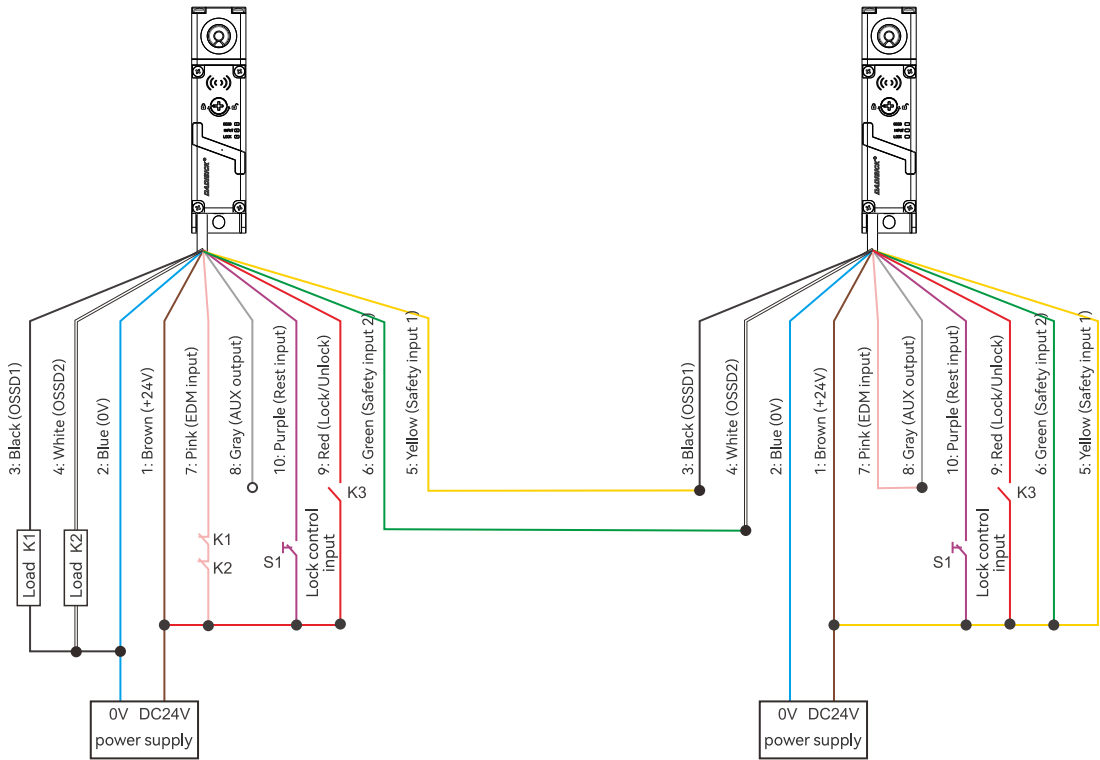 DADISICK®
DADISICK®
3: Black (OSSD1)
4: White (OSSD2)
2: Blue (0V)
1: Brown (+24V)
7: Pink (EDM input)
8: Gray (AUX output)
10: Purple (Rest input)
9: Red (Lock/Unlock)
6: Green (Safety input 2)
5: Yellow (Safety input 1)
3: Black (OSSD1)
4: White (OSSD2)
2: Blue (0V)
1: Brown (+24V)
7: Pink (EDM input)
8: Gray (AUX output)
10: Purple (Rest input)
9: Red (Lock/Unlock)
6: Green (Safety input 2)
5: Yellow (Safety input 1)
K3
K3
Load K1
Load K2
K1
K2
S1
Lock control
input
S1
Lock control
input
0V DC24V
power supply
0V DC24V
power supply